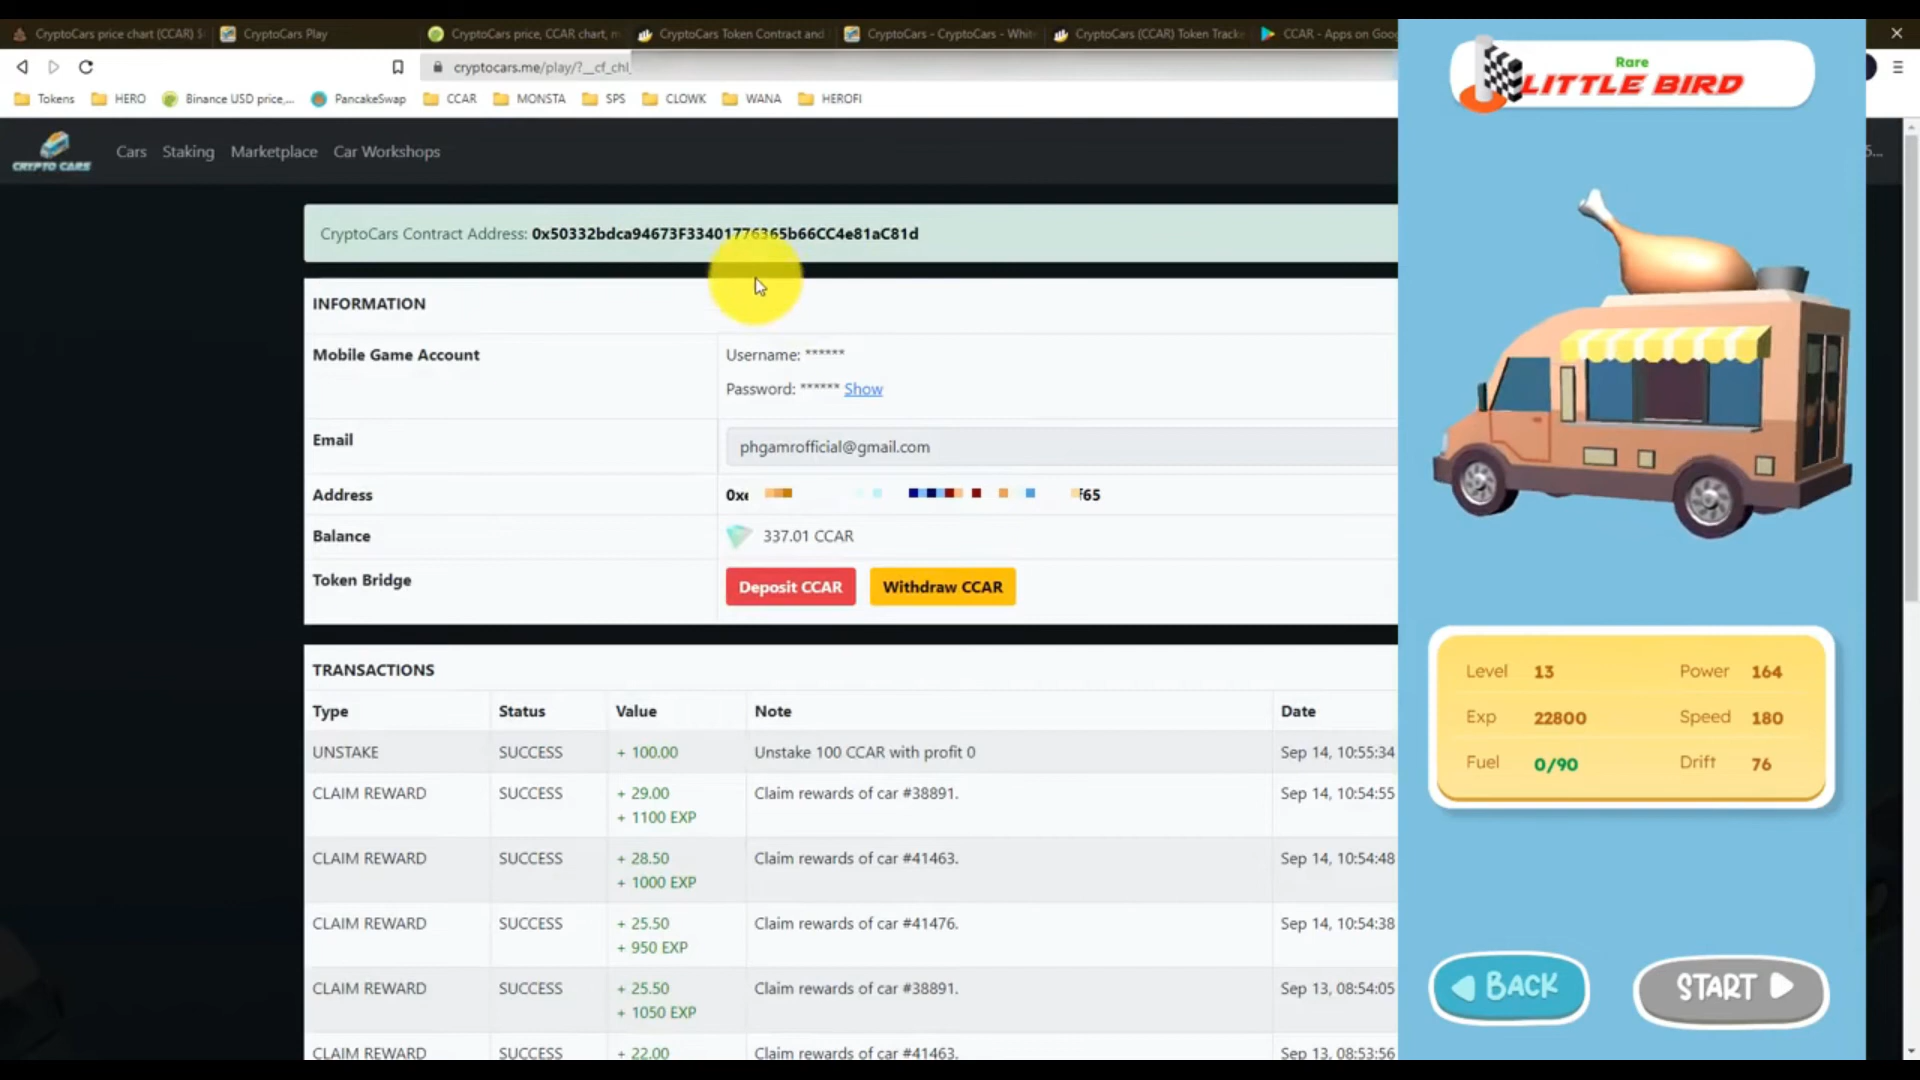 CryptoCars price chart (CCAR) $
CryptoCars Play
CryptoCars price, CCAR chart, m
CryptoCars Token Contract and
CryptoCars - CryptoCars - Whit
CryptoCars (CCAR) Token Tracke
CCAR - Apps on Goog
cryptocars.me/play/?__cf_chl_
Tokens
HERO
Binance USD price,...
PancakeSwap
CCAR
MONSTA
SPS
CLOWK
WANA
HEROFI
CRYPTO CARS
Cars
Staking
Marketplace
Car Workshops
5...
CryptoCars Contract Address: 0x50332bdca94673F33401776365b66CC4e81aC81d
INFORMATION
Mobile Game Account
Username: ******
Password: ****** Show
Email
phgamrofficial@gmail.com
Address
0xe
f65
Balance
337.01 CCAR
Token Bridge
Deposit CCAR
Withdraw CCAR
TRANSACTIONS
Type Status Value Note Date
UNSTAKE SUCCESS + 100.00 Unstake 100 CCAR with profit 0 Sep 14, 10:55:34
CLAIM REWARD SUCCESS + 29.00 Claim rewards of car #38891. Sep 14, 10:54:55
+ 1100 EXP
CLAIM REWARD SUCCESS + 28.50 Claim rewards of car #41463. Sep 14, 10:54:48
+ 1000 EXP
CLAIM REWARD SUCCESS + 25.50 Claim rewards of car #41476. Sep 14, 10:54:38
+ 950 EXP
CLAIM REWARD SUCCESS + 25.50 Claim rewards of car #38891. Sep 13, 08:54:05
+ 1050 EXP
CLAIM REWARD SUCCESS + 22.00 Claim rewards of car #41463. Sep 13, 08:53:56
Rare
LITTLE BIRD
Level 13 Power 164
Exp 22800 Speed 180
Fuel 0/90 Drift 76
BACK
START